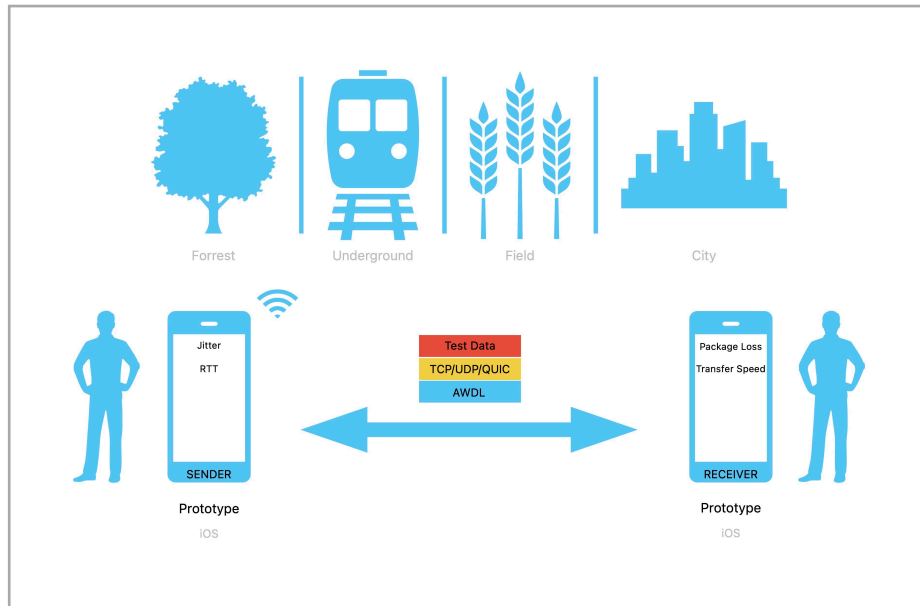 Forrest
Underground
Field
City
Jitter
RTT
SENDER
Prototype
iOS
Test Data
TCP/UDP/QUIC
AWDL
Package Loss
Transfer Speed
RECEIVER
Prototype
iOS